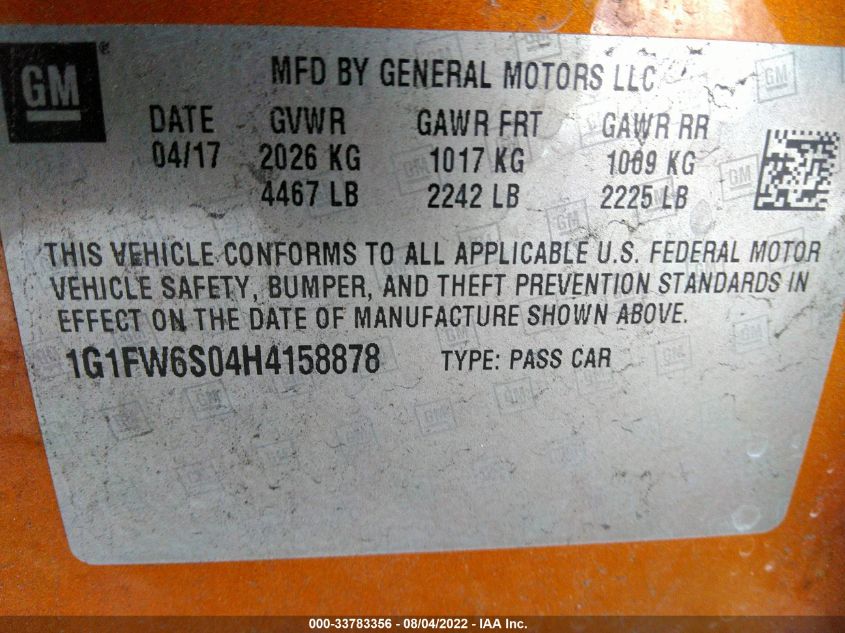 GM
MFD BY GENERAL MOTORS LLC
DATE GVWR GAWR FRT GAWR RR
04/17 2026 KG 1017 KG 1009 KG
4467 LB 2242 LB 2225 LB
THIS VEHICLE CONFORMS TO ALL APPLICABLE U.S. FEDERAL MOTOR
VEHICLE SAFETY, BUMPER, AND THEFT PREVENTION STANDARDS IN
EFFECT ON THE DATE OF MANUFACTURE SHOWN ABOVE.
1G1FW6S04H4158878 TYPE: PASS CAR
000-33783356 - 08/04/2022 - IAA Inc.